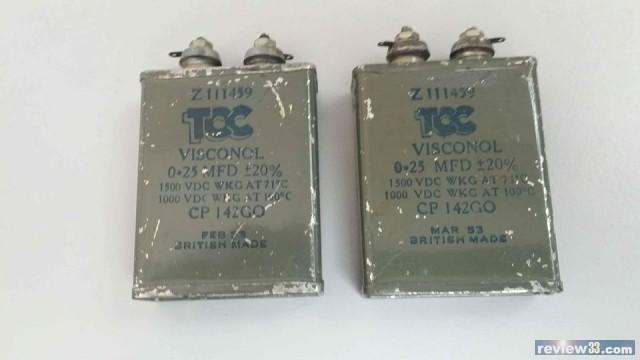 Z 111459
TCC
VISCONOL
0•25 MFD ±20%
1500 VDC WKG AT 71°C
1000 VDC WKG AT 100°C
CP 142GO
FEB
BRITISH MADE
Z 111459
TCC
VISCONOL
0•25 MFD ±20%
1500 VDC WKG AT 71°C
1000 VDC WKG AT 100°C
CP 142GO
MAR 53
BRITISH MADE
review33.com